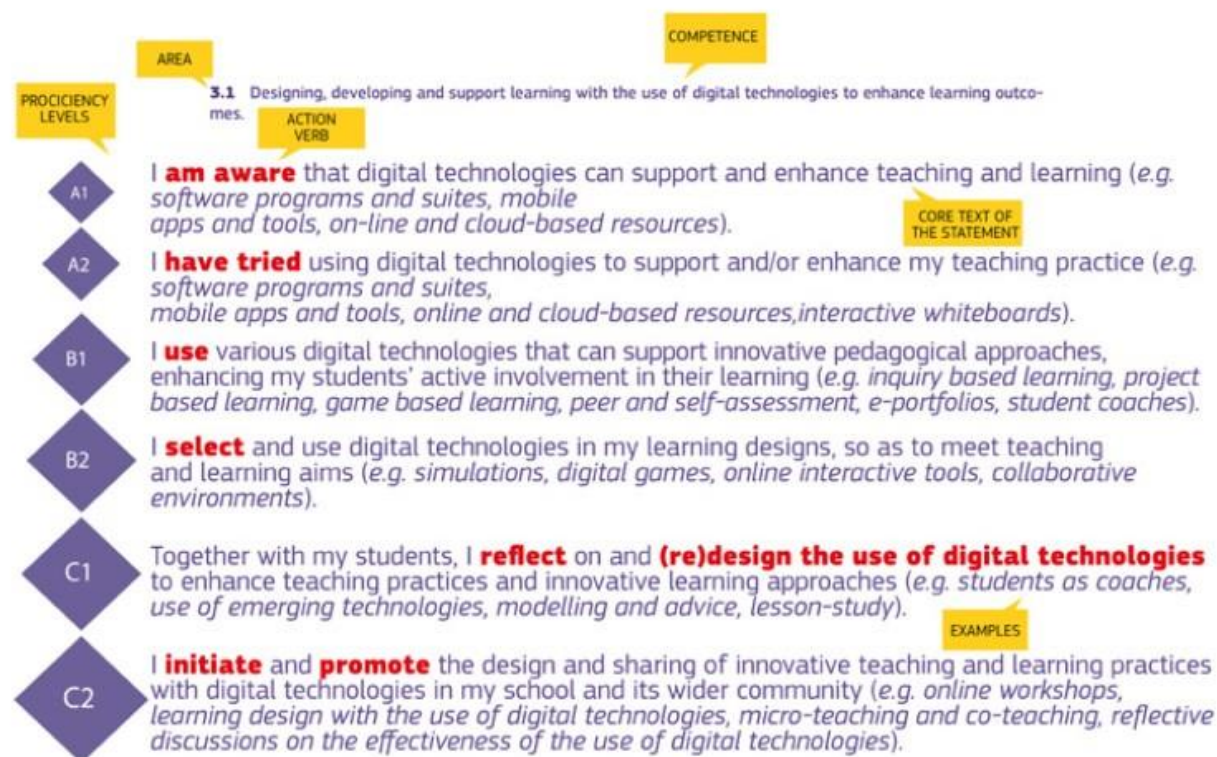 COMPETENCE
AREA
PROCICIENCY
LEVELS
3.1 Designing, developing and support learning with the use of digital technologies to enhance learning outco-
mes.
ACTION
VERB
A1
I am aware that digital technologies can support and enhance teaching and learning (e.g.
software programs and suites, mobile
apps and tools, on-line and cloud-based resources).
CORE TEXT OF
THE STATEMENT
A2
I have tried using digital technologies to support and/or enhance my teaching practice (e.g.
software programs and suites,
mobile apps and tools, online and cloud-based resources,interactive whiteboards).
B1
I use various digital technologies that can support innovative pedagogical approaches,
enhancing my students' active involvement in their learning (e.g. inquiry based learning, project
based learning, game based learning, peer and self-assessment, e-portfolios, student coaches).
B2
I select and use digital technologies in my learning designs, so as to meet teaching
and learning aims (e.g. simulations, digital games, online interactive tools, collaborative
environments).
C1
Together with my students, I reflect on and (re)design the use of digital technologies
to enhance teaching practices and innovative learning approaches (e.g. students as coaches,
use of emerging technologies, modelling and advice, lesson-study).
EXAMPLES
C2
I initiate and promote the design and sharing of innovative teaching and learning practices
with digital technologies in my school and its wider community (e.g. online workshops,
learning design with the use of digital technologies, micro-teaching and co-teaching, reflective
discussions on the effectiveness of the use of digital technologies).